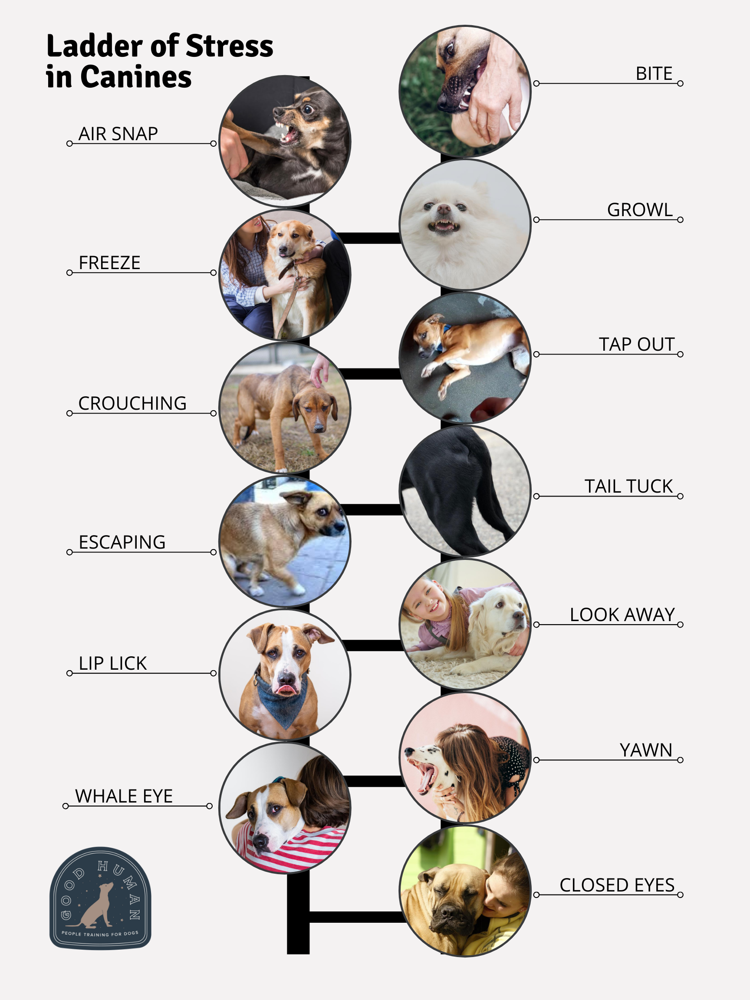 Ladder of Stress
in Canines
BITE
AIR SNAP
GROWL
FREEZE
TAP OUT
CROUCHING
TAIL TUCK
ESCAPING
LOOK AWAY
LIP LICK
YAWN
WHALE EYE
CLOSED EYES
GOOD HUMAN
PEOPLE TRAINING FOR DOGS